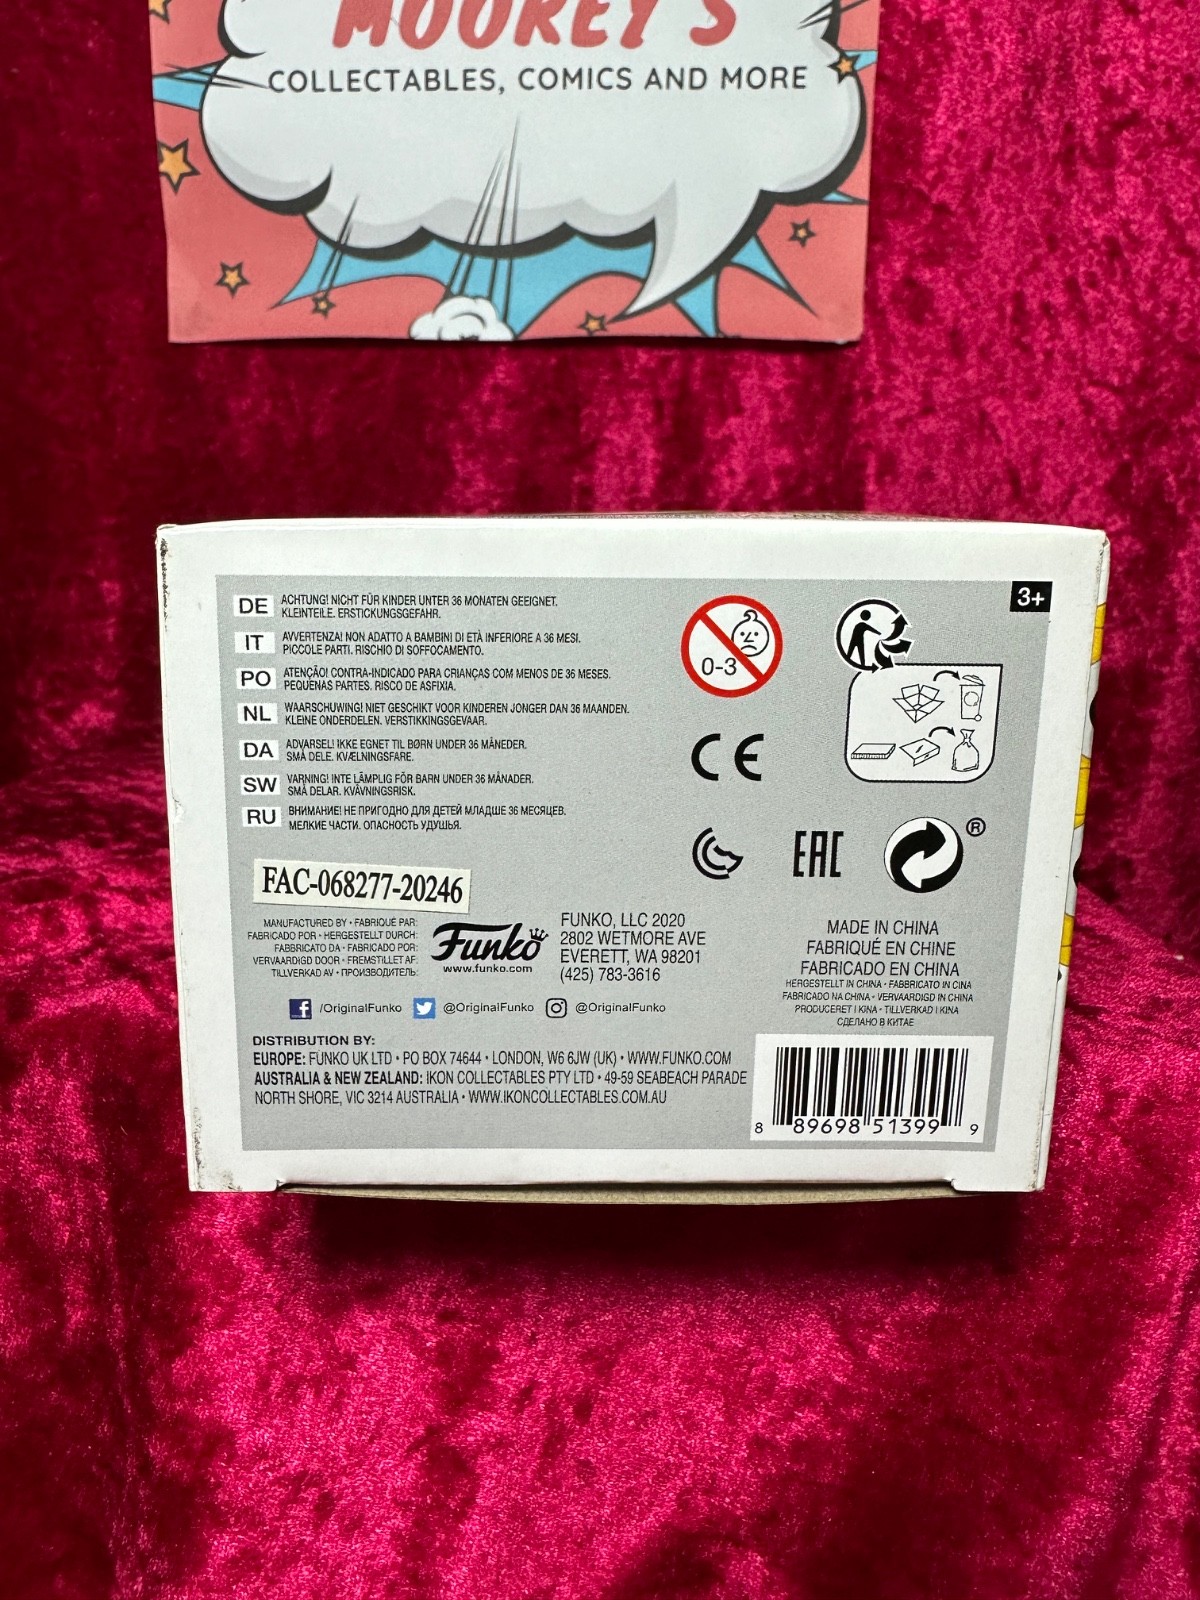 MOOREY'S
COLLECTABLES, COMICS AND MORE
3+
DE ACHTUNG! NICHT FÜR KINDER UNTER 36 MONATEN GEEIGNET.
KLEINTEILE. ERSTICKUNGSGEFAHR.
IT AVVERTENZA! NON ADATTO A BAMBINI DI ETÀ INFERIORE A 36 MESI.
PICCOLE PARTI. RISCHIO DI SOFFOCAMENTO.
PO ATENÇÃO! CONTRA-INDICADO PARA CRIANÇAS COM MENOS DE 36 MESES.
PEQUENAS PARTES. RISCO DE ASFIXIA.
NL WAARSCHUWING! NIET GESCHIKT VOOR KINDEREN JONGER DAN 36 MAANDEN.
KLEINE ONDERDELEN. VERSTIKKINGSGEVAAR.
DA ADVARSEL! IKKE EGNET TIL BØRN UNDER 36 MÅNEDER.
SMÅ DELE. KVÆLNINGSFARE.
SW VARNING! INTE LÄMPLIG FÖR BARN UNDER 36 MÅNADER.
SMÅ DELAR. KVÄVNINGSRISK.
RU ВНИМАНИЕ! НЕ ПРИГОДНО ДЛЯ ДЕТЕЙ МЛАДШЕ 36 МЕСЯЦЕВ.
МЕЛКИЕ ЧАСТИ. ОПАСНОСТЬ УДУШЬЯ.
0-3
CE
EAC
®
FAC-068277-20246
MANUFACTURED BY • FABRIQUÉ PAR:
FABRICADO POR • HERGESTELLT DURCH:
FABBRICATO DA • FABRICADO POR:
VERVAARDIGD DOOR • FREMSTILLET AF:
TILLVERKAD AV • ПРОИЗВОДИТЕЛЬ:
Funko
www.funko.com
FUNKO, LLC 2020
2802 WETMORE AVE
EVERETT, WA 98201
(425) 783-3616
MADE IN CHINA
FABRIQUÉ EN CHINE
FABRICADO EN CHINA
HERGESTELLT IN CHINA • FABBRICATO IN CINA
FABRICADO NA CHINA • VERVAARDIGD IN CHINA
PRODUCERET I KINA • TILLVERKAD I KINA
СДЕЛАНО В КИТАЕ
/OriginalFunko @OriginalFunko @OriginalFunko
DISTRIBUTION BY:
EUROPE: FUNKO UK LTD • PO BOX 74644 • LONDON, W6 6JW (UK) • WWW.FUNKO.COM
AUSTRALIA & NEW ZEALAND: IKON COLLECTABLES PTY LTD • 49-59 SEABEACH PARADE
NORTH SHORE, VIC 3214 AUSTRALIA • WWW.IKONCOLLECTABLES.COM.AU
8 89698 51399 9